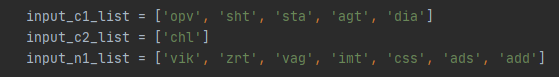 input_c1_list = ['opv', 'sht', 'sta', 'agt', 'dia']
input_c2_list = ['chl']
input_n1_list = ['vik', 'zrt', 'vag', 'imt', 'css', 'ads', 'add']